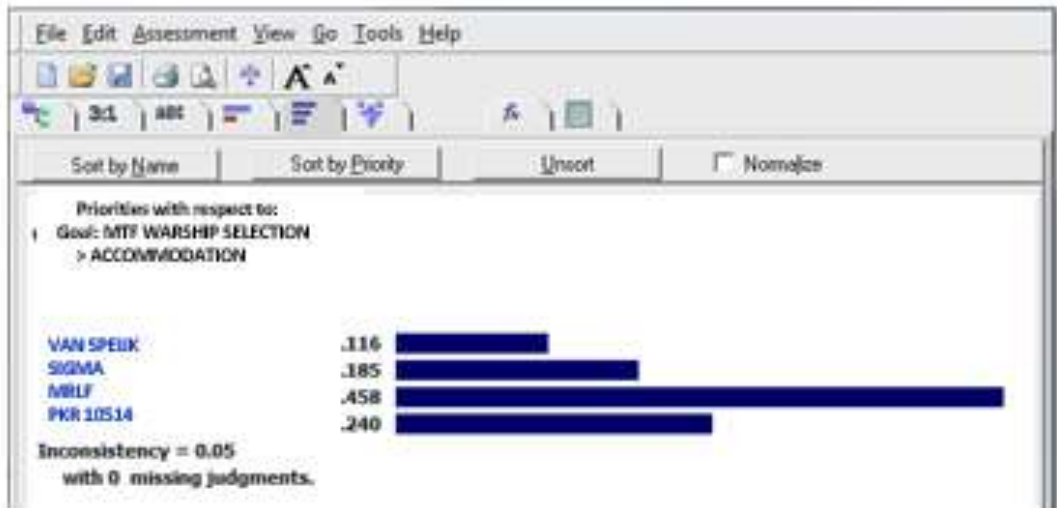 File Edit Assessment View Go Tools Help
A A
3:1 ABC fx
Sort by Name Sort by Priority Unsort Normalize
Priorities with respect to:
Goal: MTF WARSHIP SELECTION
> ACCOMMODATION
VAN SPEIJK .116
SIGMA .185
MRLF .458
PKR 10514 .240
Inconsistency = 0.05
with 0 missing judgments.